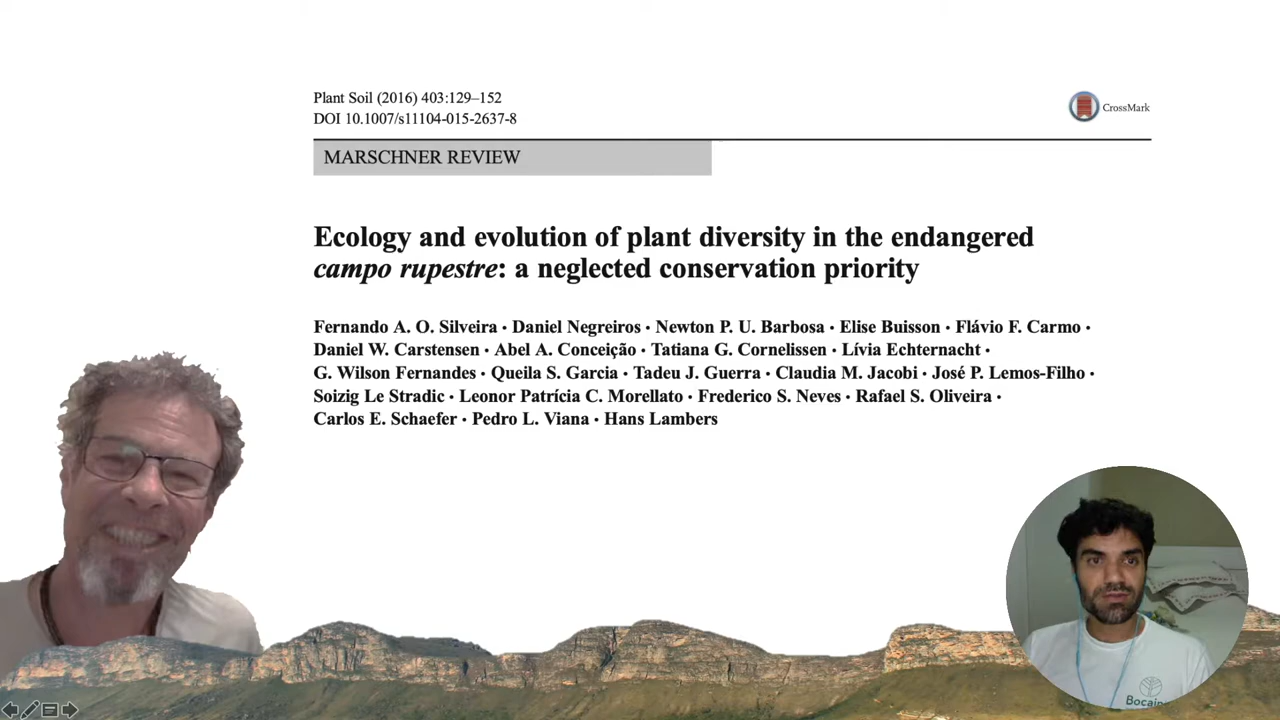 Plant Soil (2016) 403:129–152
DOI 10.1007/s11104-015-2637-8
CrossMark
MARSCHNER REVIEW
Ecology and evolution of plant diversity in the endangered
campo rupestre: a neglected conservation priority
Fernando A. O. Silveira · Daniel Negreiros · Newton P. U. Barbosa · Elise Buisson · Flávio F. Carmo ·
Daniel W. Carstensen · Abel A. Conceição · Tatiana G. Cornelissen · Lívia Echternacht ·
G. Wilson Fernandes · Queila S. Garcia · Tadeu J. Guerra · Claudia M. Jacobi · José P. Lemos-Filho ·
Soizig Le Stradic · Leonor Patrícia C. Morellato · Frederico S. Neves · Rafael S. Oliveira ·
Carlos E. Schaefer · Pedro L. Viana · Hans Lambers